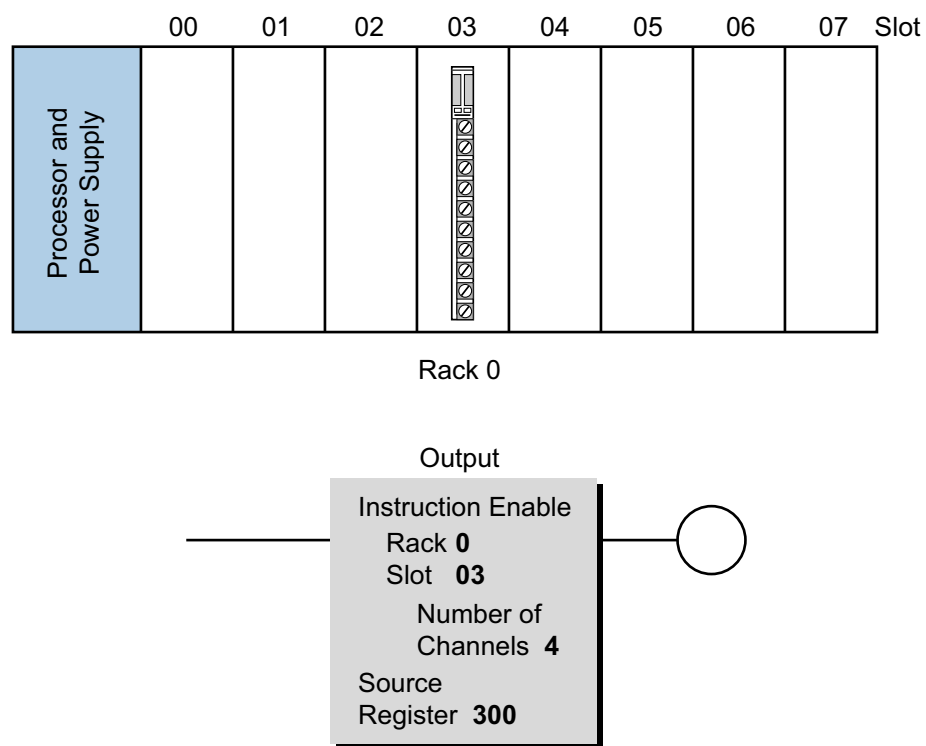 00 01 02 03 04 05 06 07 Slot
Processor and
Power Supply
Rack 0
Output
Instruction Enable
Rack 0
Slot 03
Number of
Channels 4
Source
Register 300